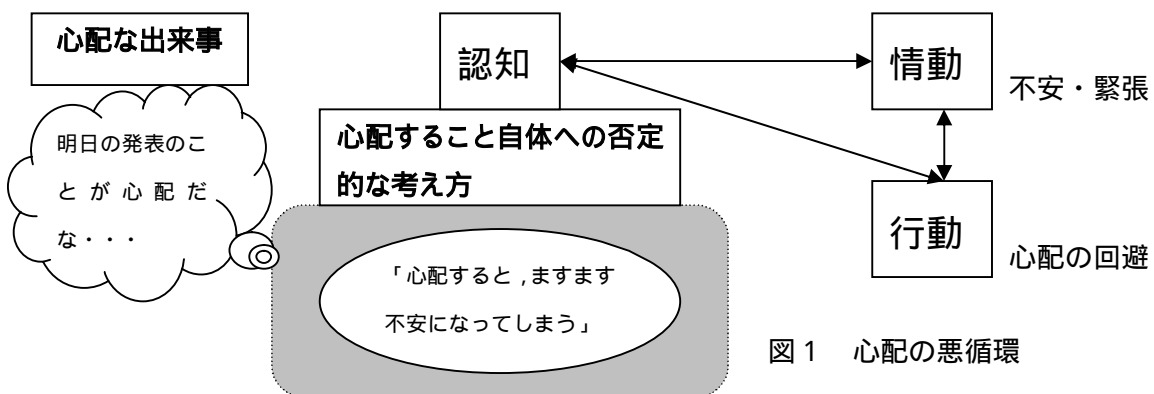 心配な出来事
明日の発表のこ
とが心配だ
な・・・
認知
心配すること自体への否定
的な考え方
「心配すると,ますます
不安になってしまう」
情動
不安・緊張
行動
心配の回避
図1 心配の悪循環